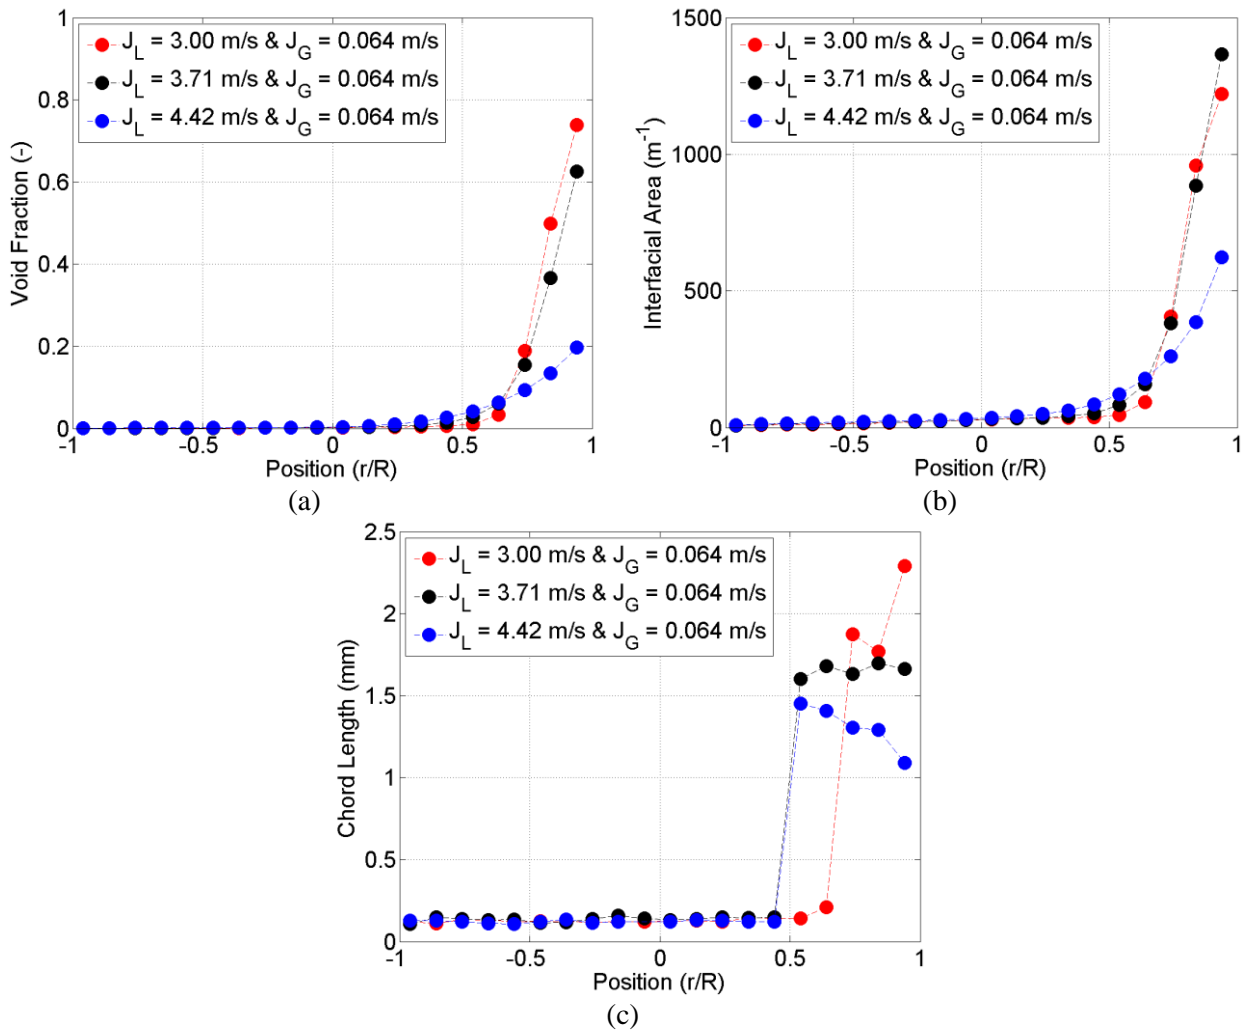 1
0.8
0.6
0.4
0.2
0
-1 -0.5 0 0.5 1
Void Fraction (-)
Position (r/R)
J_L = 3.00 m/s & J_G = 0.064 m/s
J_L = 3.71 m/s & J_G = 0.064 m/s
J_L = 4.42 m/s & J_G = 0.064 m/s
(a)
1500
1000
500
0
-1 -0.5 0 0.5 1
Interfacial Area (m^-1)
Position (r/R)
J_L = 3.00 m/s & J_G = 0.064 m/s
J_L = 3.71 m/s & J_G = 0.064 m/s
J_L = 4.42 m/s & J_G = 0.064 m/s
(b)
2.5
2
1.5
1
0.5
0
-1 -0.5 0 0.5 1
Chord Length (mm)
Position (r/R)
J_L = 3.00 m/s & J_G = 0.064 m/s
J_L = 3.71 m/s & J_G = 0.064 m/s
J_L = 4.42 m/s & J_G = 0.064 m/s
(c)